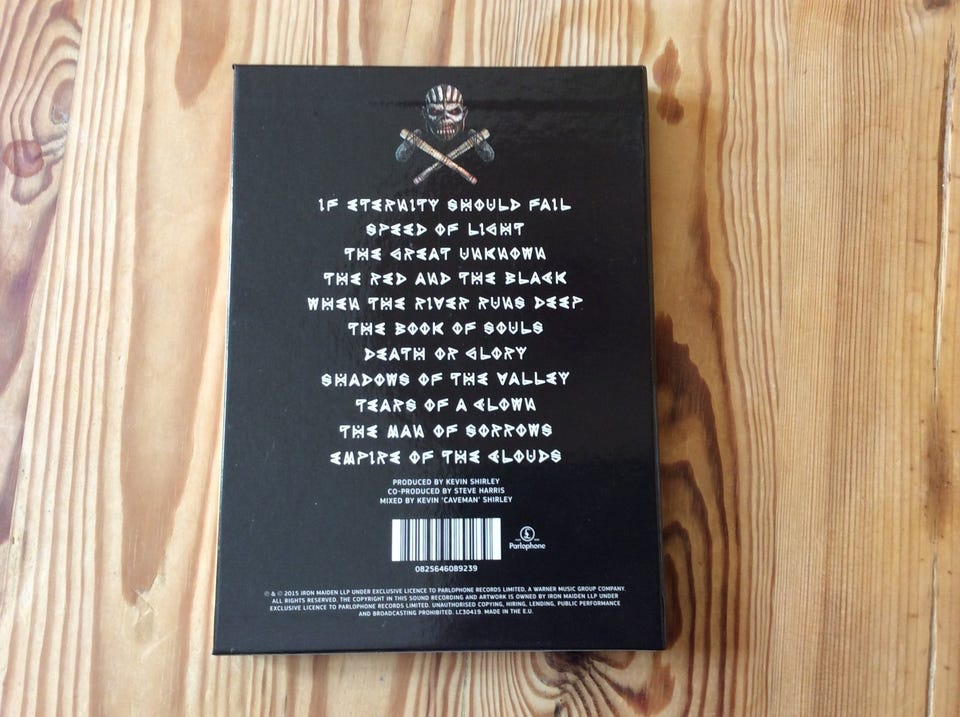 IF ETERNITY SHOULD FAIL
SPEED OF LIGHT
THE GREAT UNKNOWN
THE RED AND THE BLACK
WHEN THE RIVER RUNS DEEP
THE BOOK OF SOULS
DEATH OR GLORY
SHADOWS OF THE VALLEY
TEARS OF A CLOWN
THE MAN OF SORROWS
EMPIRE OF THE CLOUDS
PRODUCED BY KEVIN SHIRLEY
CO-PRODUCED BY STEVE HARRIS
MIXED BY KEVIN 'CAVEMAN' SHIRLEY
£
Parlophone
0825646089239
℗ & © 2015 IRON MAIDEN LLP UNDER EXCLUSIVE LICENCE TO PARLOPHONE RECORDS LIMITED, A WARNER MUSIC GROUP COMPANY.
ALL RIGHTS RESERVED. THE COPYRIGHT IN THIS SOUND RECORDING AND ARTWORK IS OWNED BY IRON MAIDEN LLP UNDER
EXCLUSIVE LICENCE TO PARLOPHONE RECORDS LIMITED. UNAUTHORISED COPYING, HIRING, LENDING, PUBLIC PERFORMANCE
AND BROADCASTING PROHIBITED. LC30419. MADE IN THE E.U.